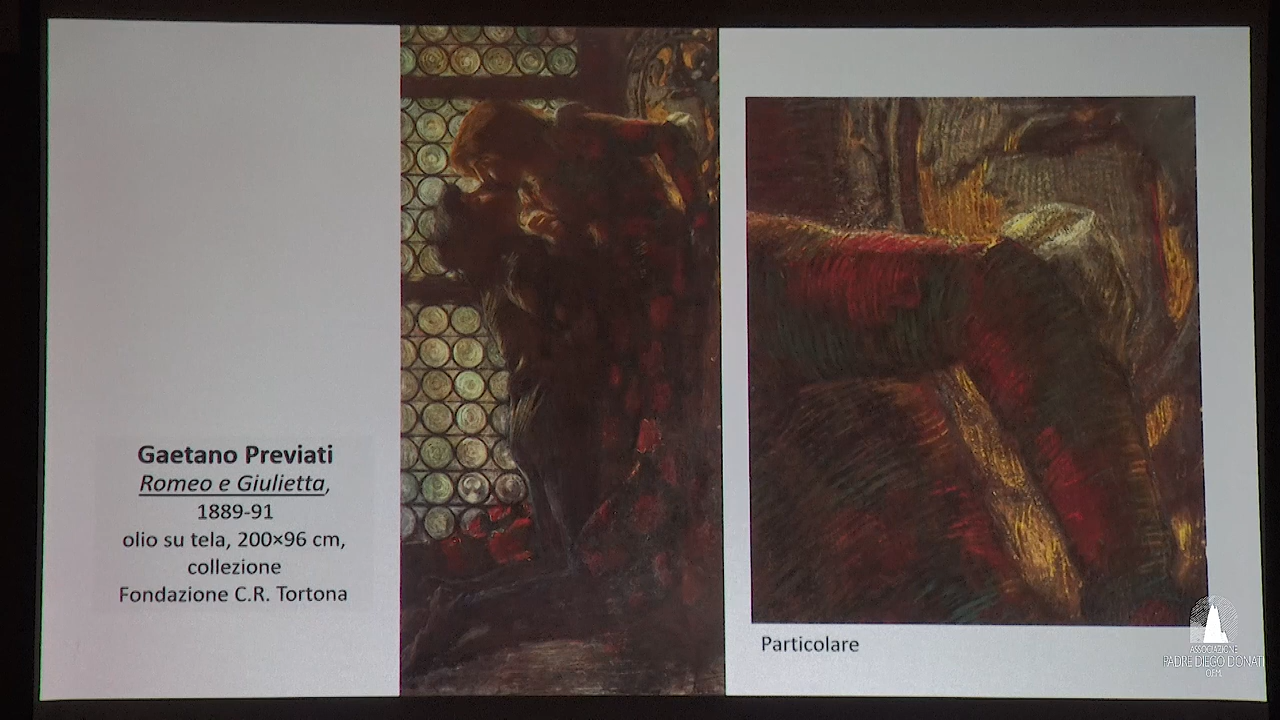 Gaetano Previati
Romeo e Giulietta,
1889-91
olio su tela, 200×96 cm,
collezione
Fondazione C.R. Tortona
Particolare
ASSOCIAZIONE
PADRE DIEGO DONATI
O.F.M.